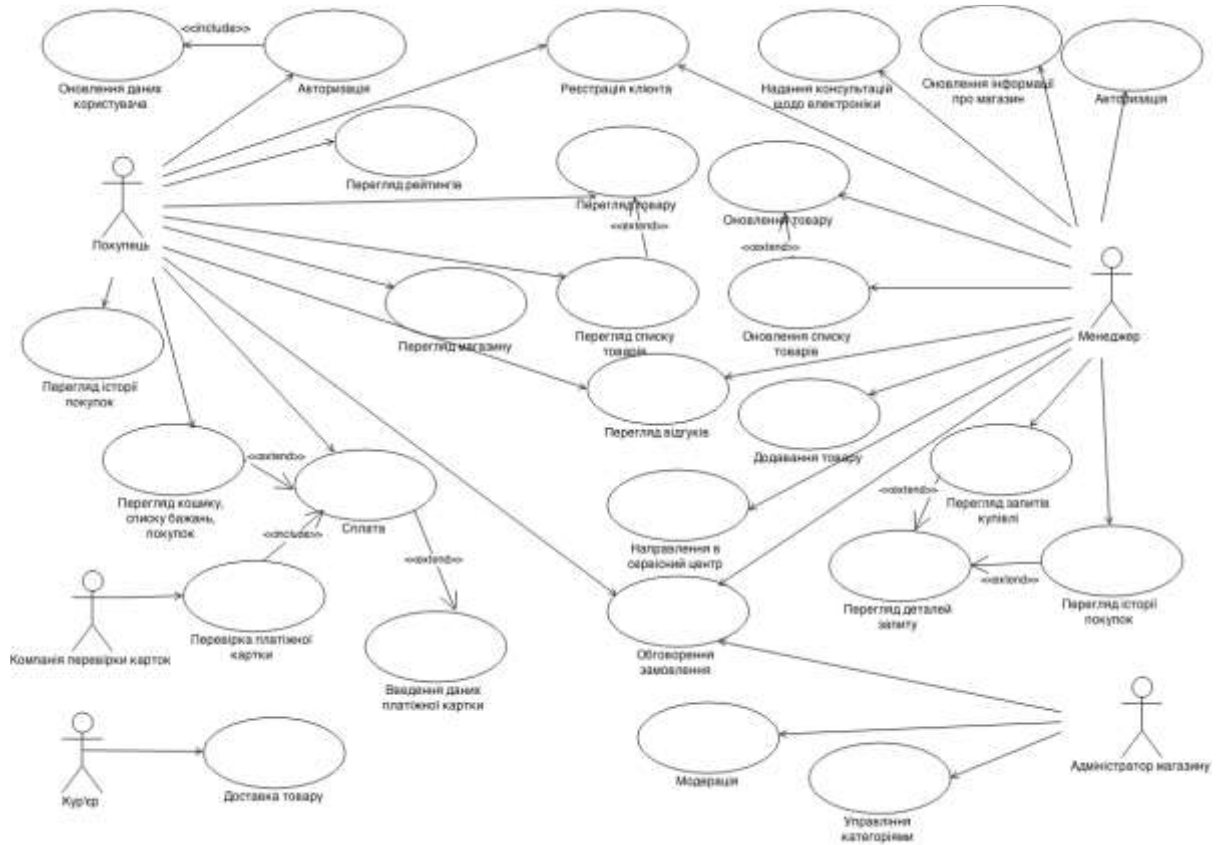 <<include>>
Оновлення даних
користувача
Авторизація
Реєстрація клієнта
Надання консультацій
щодо електроніки
Оновлення інформації
про магазин
Авторизація
Перегляд рейтингів
Перегляд товару
Оновлення товару
<<extend>>
<<extend>>
Покупець
Перегляд магазину
Перегляд списку
товарів
Оновлення списку
товарів
Менеджер
Перегляд історії
покупок
Перегляд відгуків
Додавання товару
<<extend>>
Перегляд кошику,
списку бажань,
покупок
Сплата
<<include>>
<<extend>>
Перегляд запитів
купівлі
<<extend>>
Направлення в
сервісний центр
<<extend>>
Перегляд деталей
запиту
Перегляд історії
покупок
Компанія перевірки карток
Перевірка платіжної
картки
Обговорення
замовлення
Введення даних
платіжної картки
Кур'єр
Доставка товару
Модерація
Управління
категоріями
Адміністратор магазину